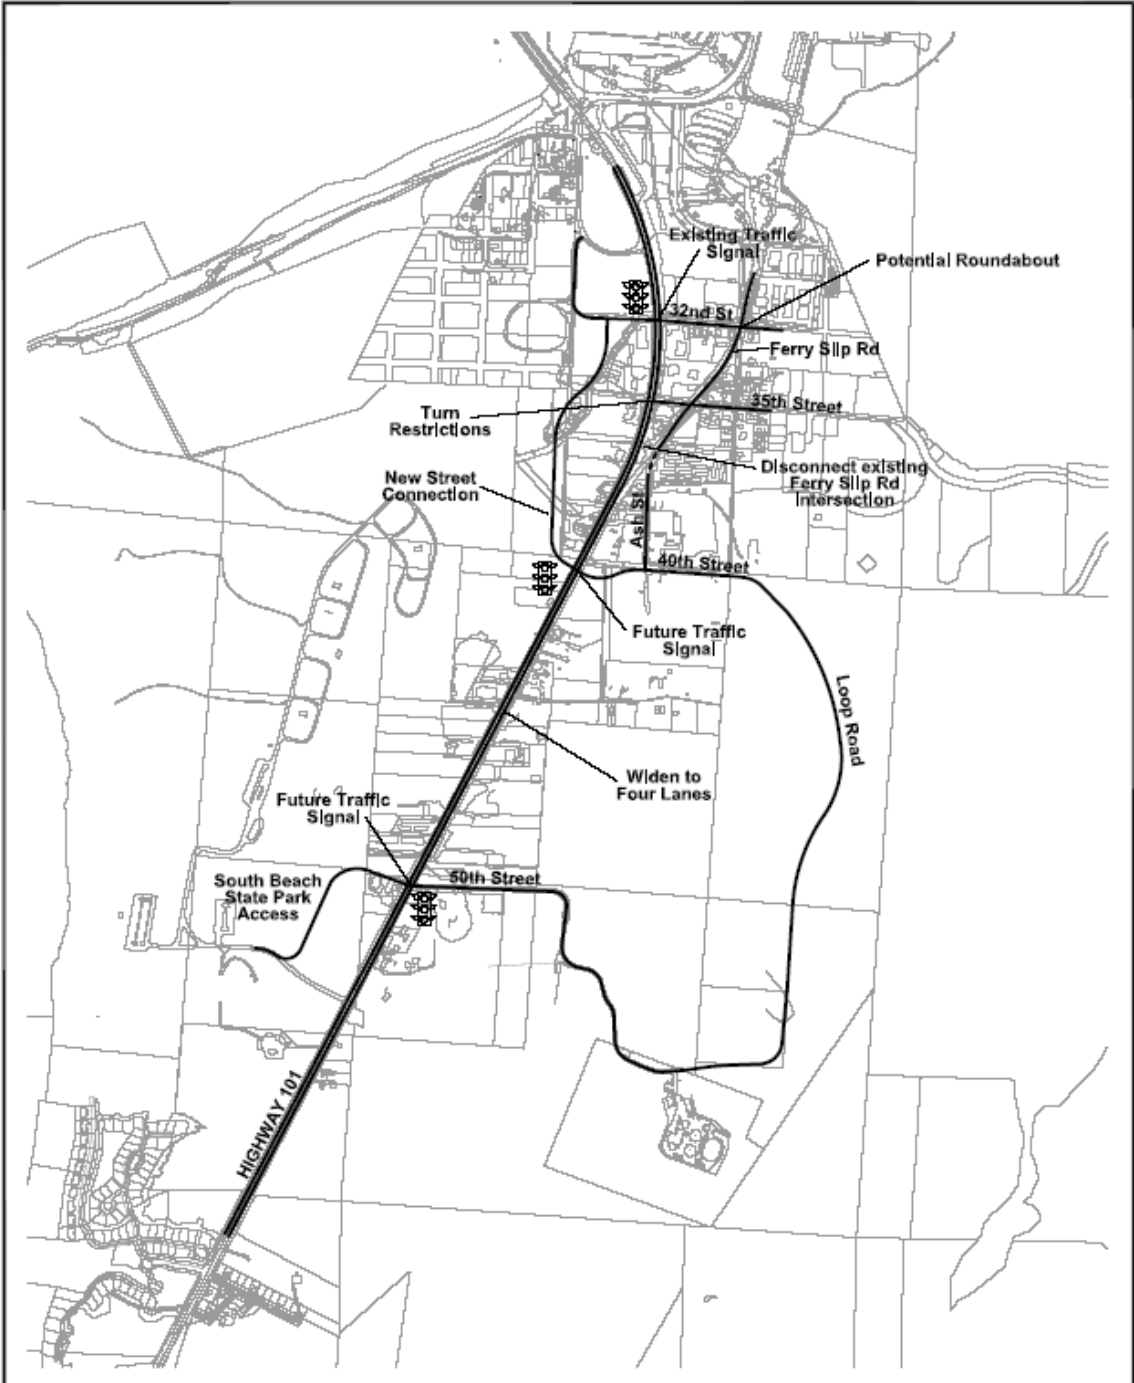 Existing Traffic
Signal
Potential Roundabout
32nd St
Ferry Slip Rd
35th Street
Turn
Restrictions
Disconnect existing
Ferry Slip Rd
Intersection
New Street
Connection
Ash St
40th Street
Future Traffic
Signal
Loop Road
Widen to
Four Lanes
Future Traffic
Signal
50th Street
South Beach
State Park
Access
HIGHWAY 101